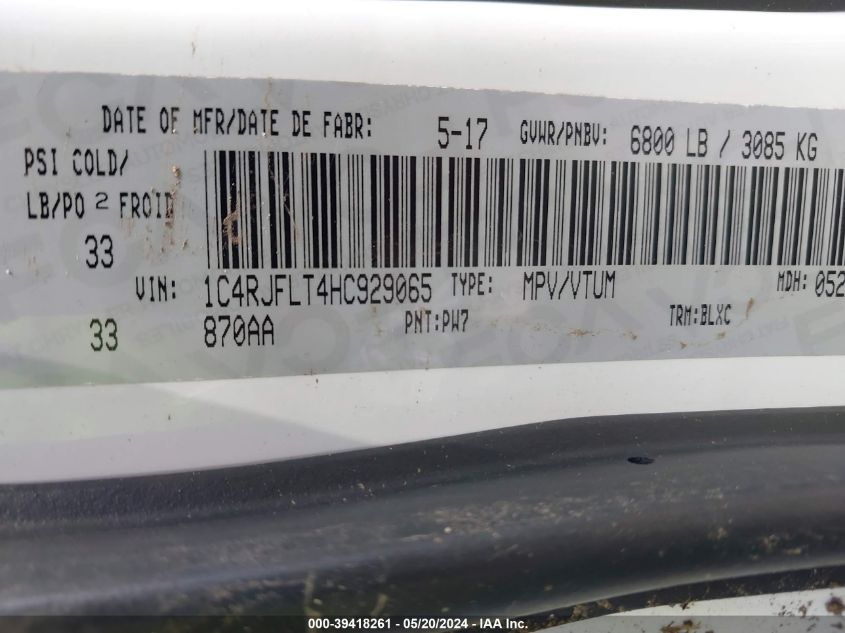 DATE OF MFR/DATE DE FABR: 5-17 GVWR/PNBV: 6800 LB / 3085 KG
PSI COLD/
LB/PO 2 FROID
33
VIN: 1C4RJFLT4HC929065 TYPE: MPV/VTUM MDH: 052
33 870AA PNT:PW7 TRM:BLXC
000-39418261 - 05/20/2024 - IAA Inc.